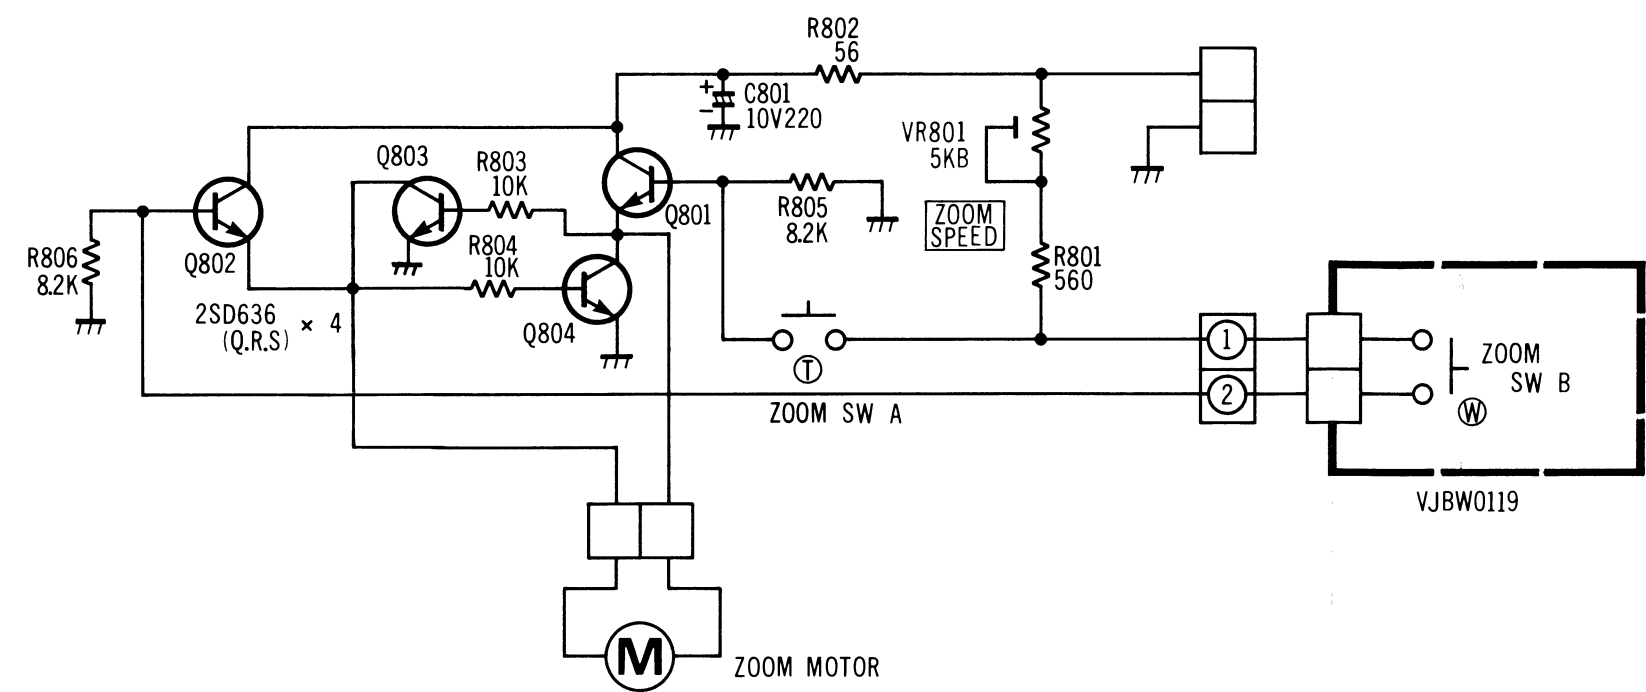 R802
56
+
C801
10V220
−
VR801
5KB
Q803
R803
10K
Q801
R805
8.2K
ZOOM
SPEED
R806
8.2K
Q802
R804
10K
R801
560
2SD636 × 4
(Q.R.S)
Q804
T
ZOOM SW A
1
2
ZOOM
SW B
W
VJBW0119
M
ZOOM MOTOR